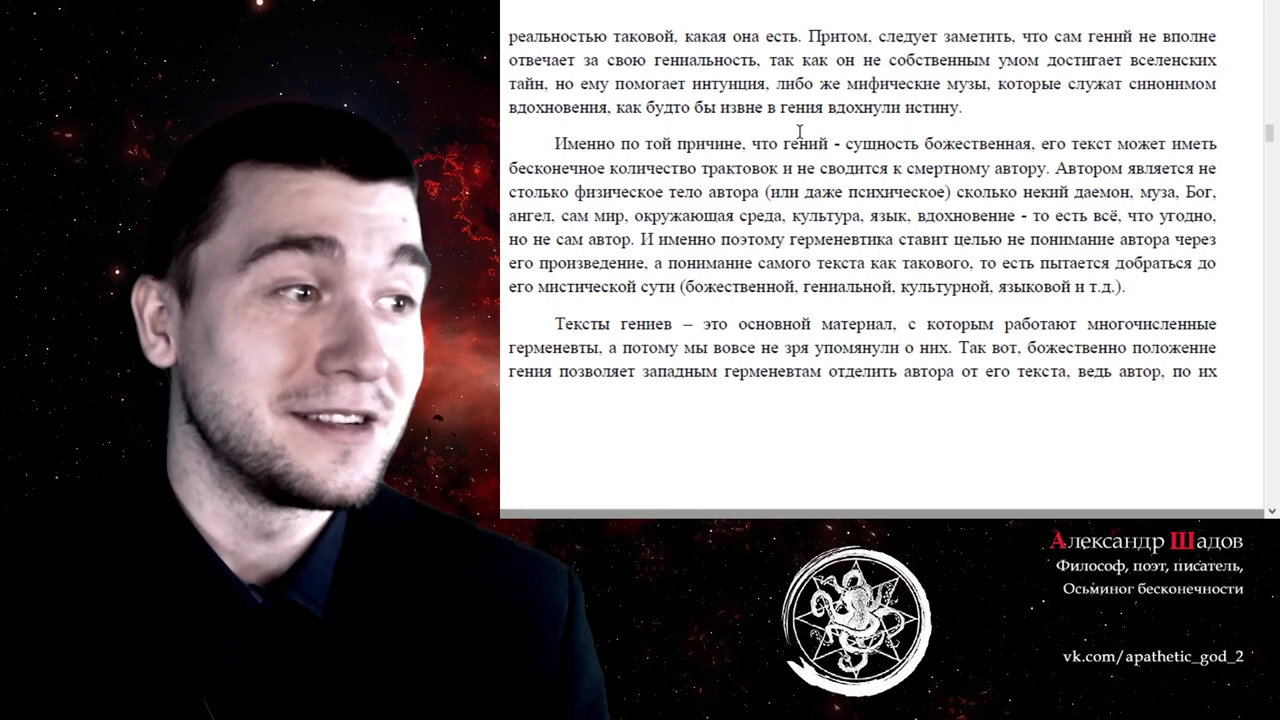 реальностью таковой, какая она есть. Притом, следует заметить, что сам гений не вполне
отвечает за свою гениальность, так как он не собственным умом достигает вселенских
тайн, но ему помогает интуиция, либо же мифические музы, которые служат синонимом
вдохновения, как будто бы извне в гения вдохнули истину.
Именно по той причине, что гений - сущность божественная, его текст может иметь
бесконечное количество трактовок и не сводится к смертному автору. Автором является не
столько физическое тело автора (или даже психическое) сколько некий даемон, муза, Бог,
ангел, сам мир, окружающая среда, культура, язык, вдохновение - то есть всё, что угодно,
но не сам автор. И именно поэтому герменевтика ставит целью не понимание автора через
его произведение, а понимание самого текста как такового, то есть пытается добраться до
его мистической сути (божественной, гениальной, культурной, языковой и т.д.).
Тексты гениев – это основной материал, с которым работают многочисленные
герменевты, а потому мы вовсе не зря упомянули о них. Так вот, божественно положение
гения позволяет западным герменевтам отделить автора от его текста, ведь автор, по их
Александр Шадов
Философ, поэт, писатель,
Осьминог бесконечности
vk.com/apathetic_god_2